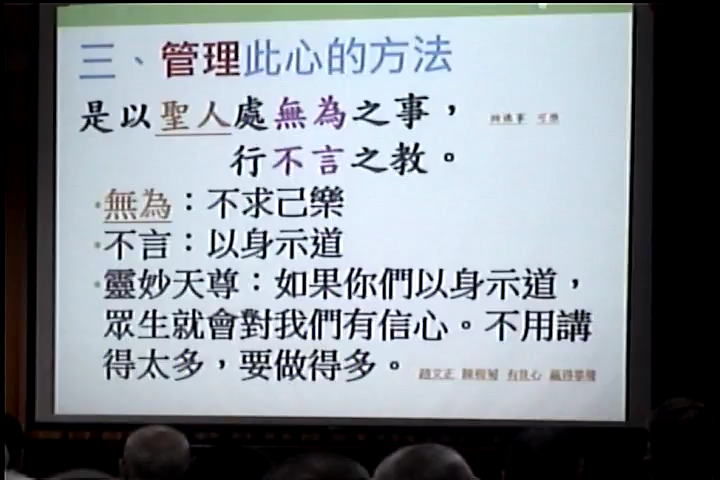 三、管理此心的方法
是以聖人處無為之事，
行不言之教。
•無為：不求己樂
•不言：以身示道
•靈妙天尊：如果你們以身示道，
眾生就會對我們有信心。不用講
得太多，要做得多。